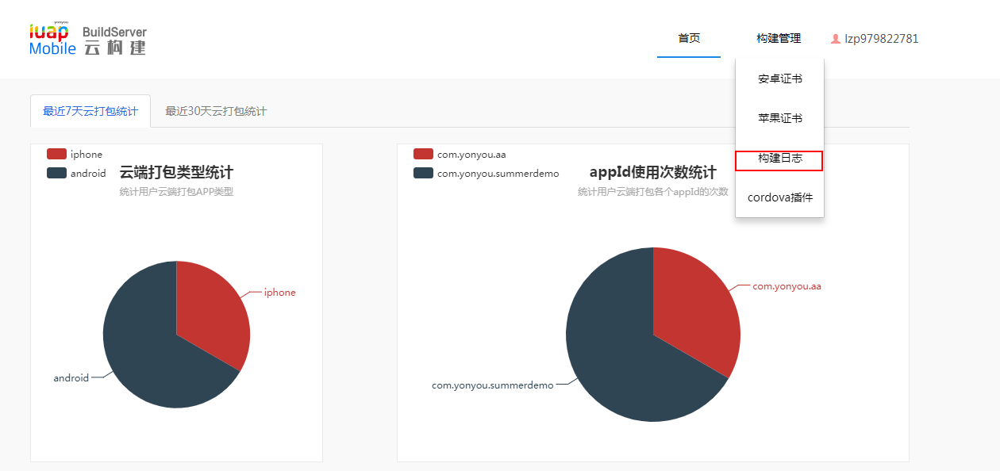 yonyou
iuap
Mobile
BuildServer
云构建
首页
构建管理
lzp979822781
安卓证书
苹果证书
构建日志
cordova插件
最近7天云打包统计
最近30天云打包统计
iphone
android
云端打包类型统计
统计用户云端打包APP类型
iphone
android
com.yonyou.aa
com.yonyou.summerdemo
appId使用次数统计
统计用户云端打包各个appId的次数
com.yonyou.aa
com.yonyou.summerdemo